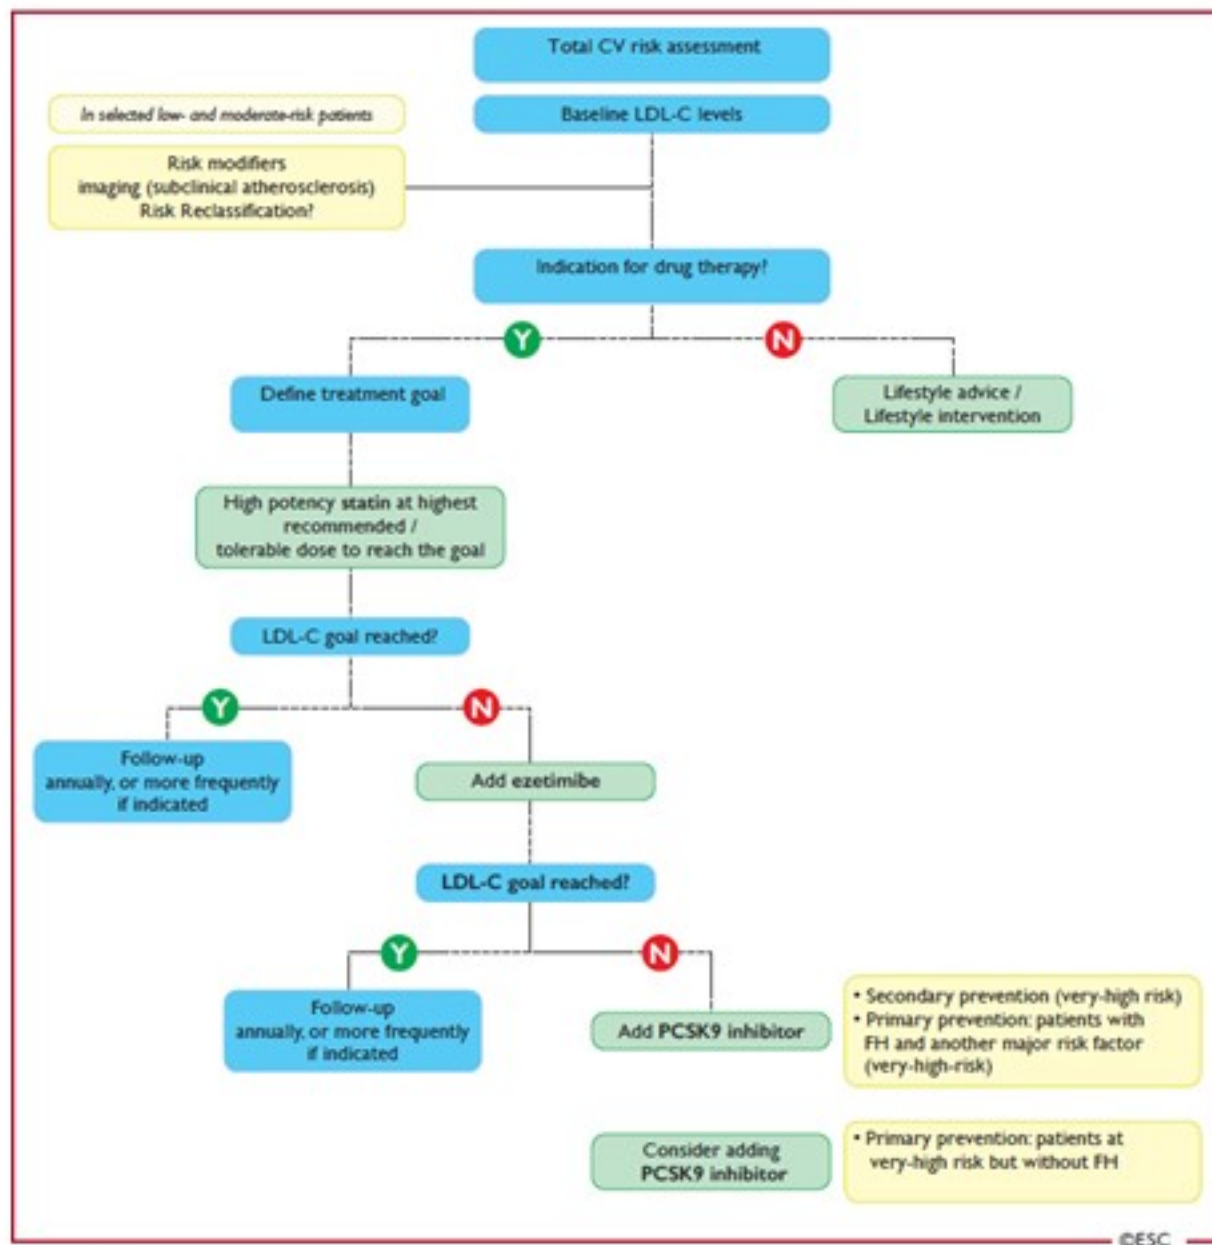 Total CV risk assessment
In selected low- and moderate-risk patients
Baseline LDL-C levels
Risk modifiers
imaging (subclinical atherosclerosis)
Risk Reclassification?
Indication for drug therapy?
Y
N
Define treatment goal
Lifestyle advice /
Lifestyle intervention
High potency statin at highest
recommended /
tolerable dose to reach the goal
LDL-C goal reached?
Y
N
Follow-up
annually, or more frequently
if indicated
Add ezetimibe
LDL-C goal reached?
Y
N
Follow-up
annually, or more frequently
if indicated
Add PCSK9 inhibitor
• Secondary prevention (very-high risk)
• Primary prevention: patients with
FH and another major risk factor
(very-high-risk)
Consider adding
PCSK9 inhibitor
• Primary prevention: patients at
very-high risk but without FH
©ESC